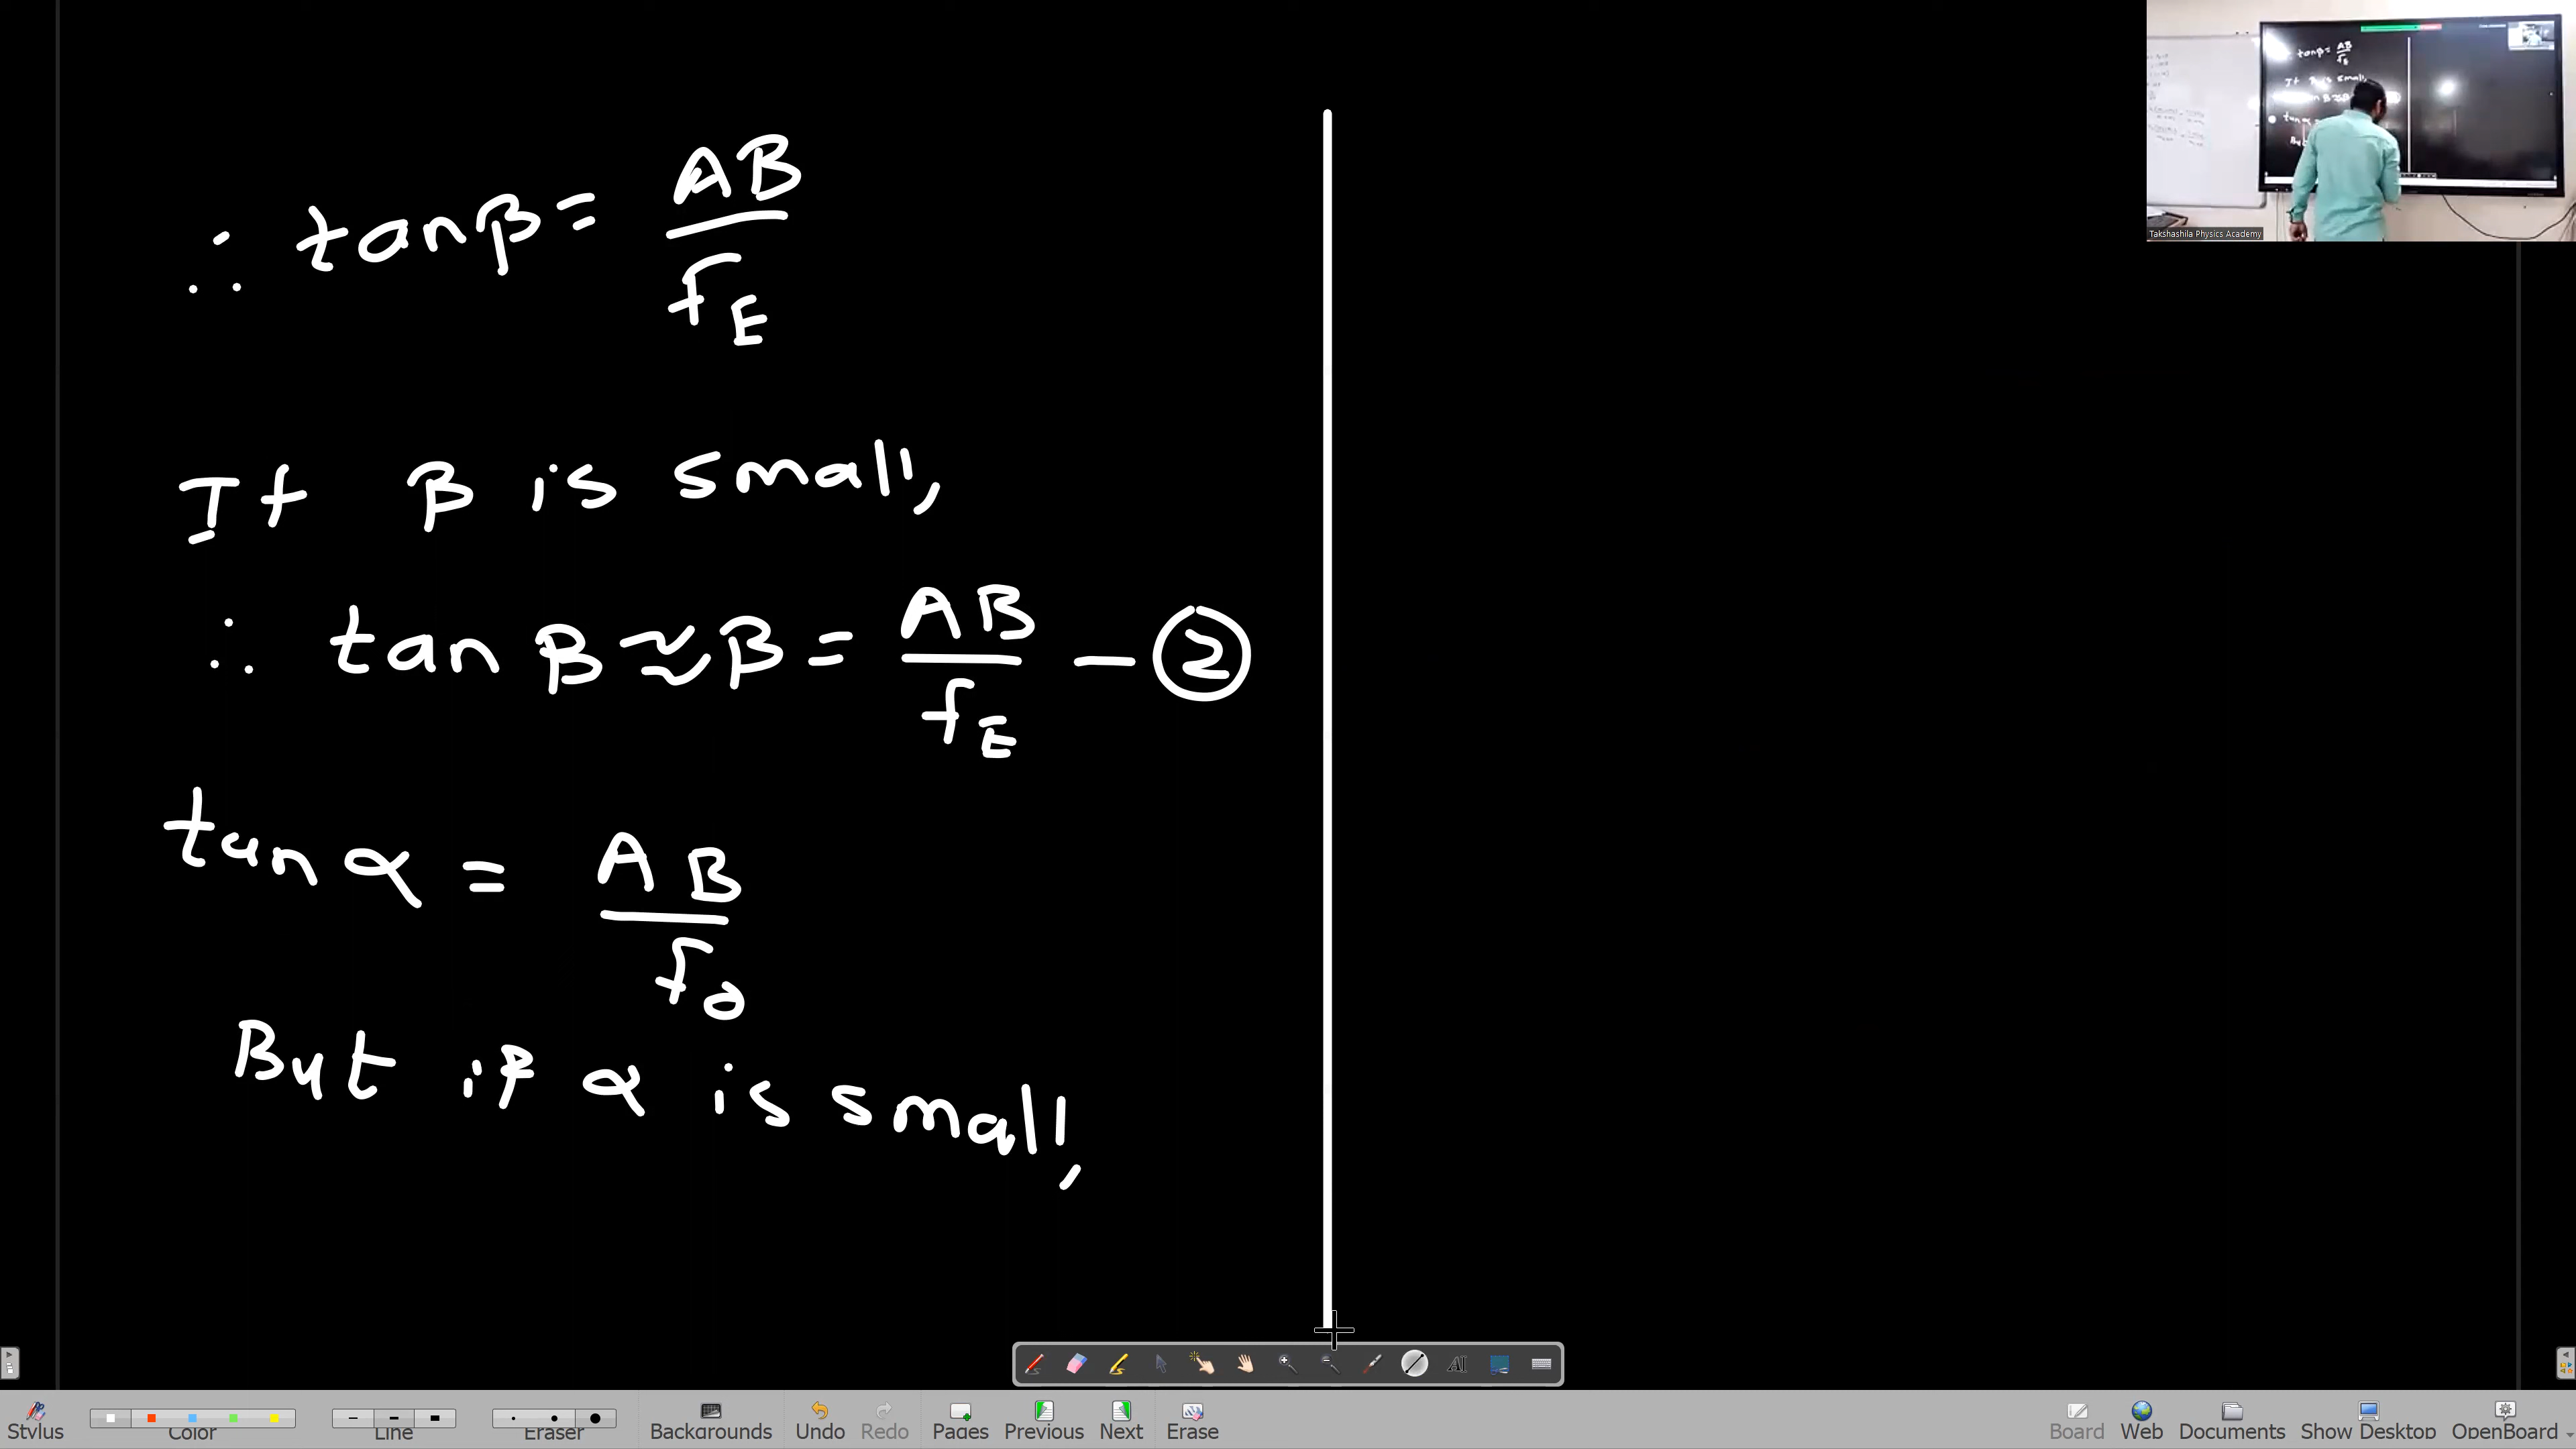 ∴ tanβ = AB/f_E
If β is small,
∴ tan β ≈ β = AB/f_E — ②
tan α = AB/f_o
But if α is small,
Takshashila Physics Academy
Stylus
Color
Line
Eraser
Backgrounds
Undo
Redo
Pages
Previous
Next
Erase
Board
Web
Documents
Show Desktop
OpenBoard